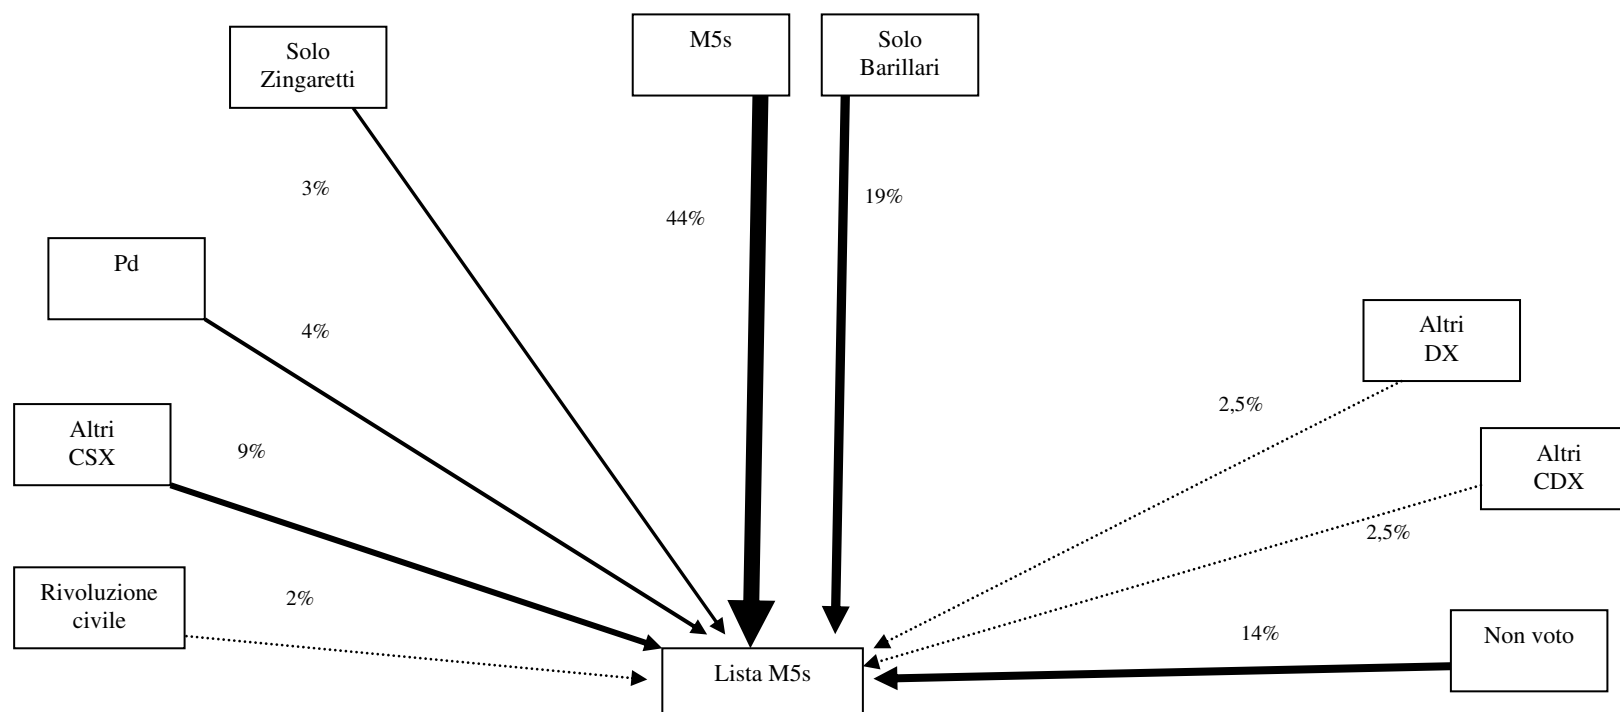 M5s
Solo
Barillari
Solo
Zingaretti
3%
44%
19%
Pd
4%
Altri
DX
2,5%
Altri
CSX
9%
Altri
CDX
2,5%
Rivoluzione
civile
2%
14%
Non voto
Lista M5s